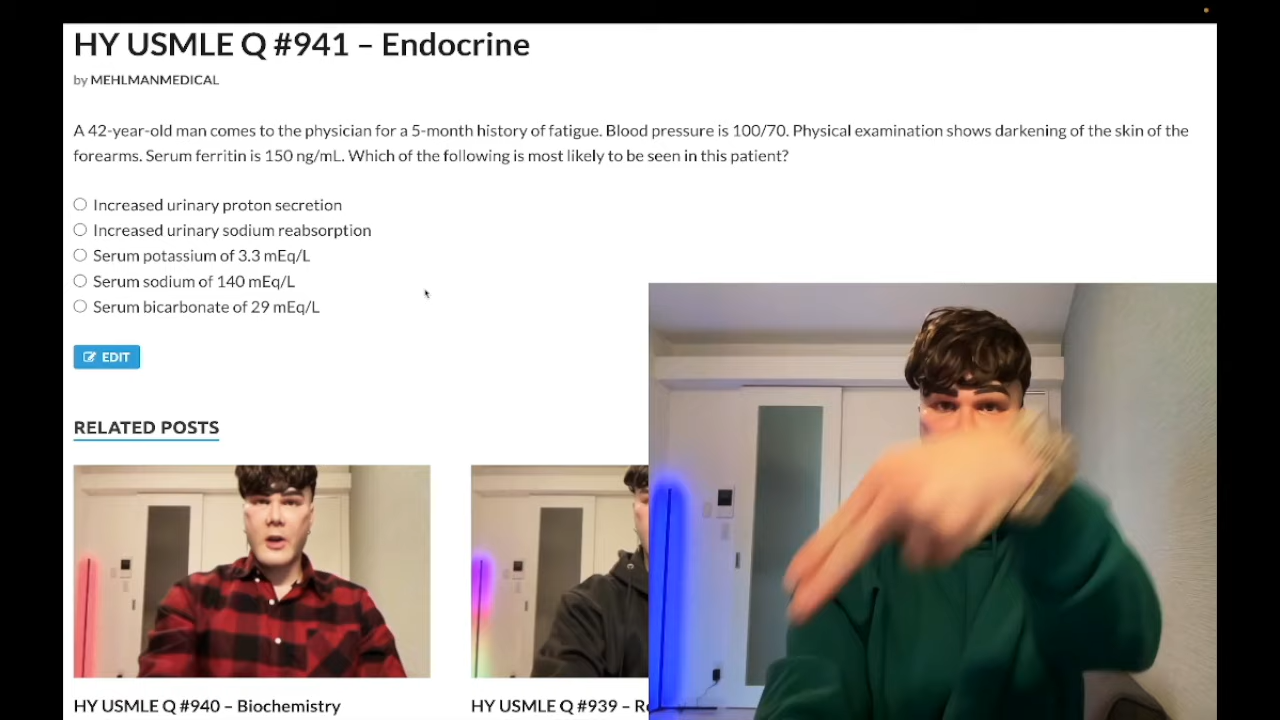 HY USMLE Q #941 – Endocrine
by MEHLMANMEDICAL
A 42-year-old man comes to the physician for a 5-month history of fatigue. Blood pressure is 100/70. Physical examination shows darkening of the skin of the
forearms. Serum ferritin is 150 ng/mL. Which of the following is most likely to be seen in this patient?
Increased urinary proton secretion
Increased urinary sodium reabsorption
Serum potassium of 3.3 mEq/L
Serum sodium of 140 mEq/L
Serum bicarbonate of 29 mEq/L
EDIT
RELATED POSTS
HY USMLE Q #940 – Biochemistry
HY USMLE Q #939 –